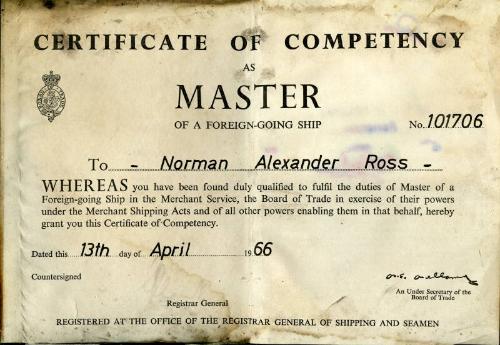 CERTIFICATE OF COMPETENCY
AS
MASTER
OF A FOREIGN-GOING SHIP No. 101706
To - Norman Alexander Ross -
WHEREAS you have been found duly qualified to fulfil the duties of Master of a
Foreign-going Ship in the Merchant Service, the Board of Trade in exercise of their powers
under the Merchant Shipping Acts and of all other powers enabling them in that behalf, hereby
grant you this Certificate of Competency.
Dated this 13th day of April 1966
Countersigned
An Under Secretary of the
Board of Trade
Registrar General
REGISTERED AT THE OFFICE OF THE REGISTRAR GENERAL OF SHIPPING AND SEAMEN